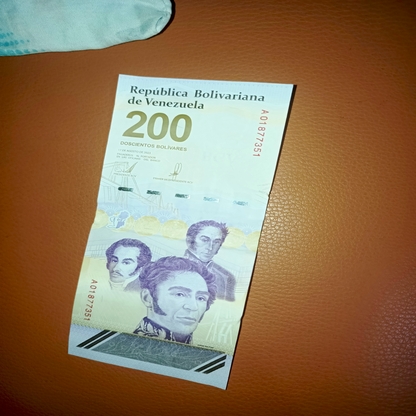 República Bolivariana
de Venezuela
200
DOSCIENTOS BOLÍVARES
A01877351
A01877351